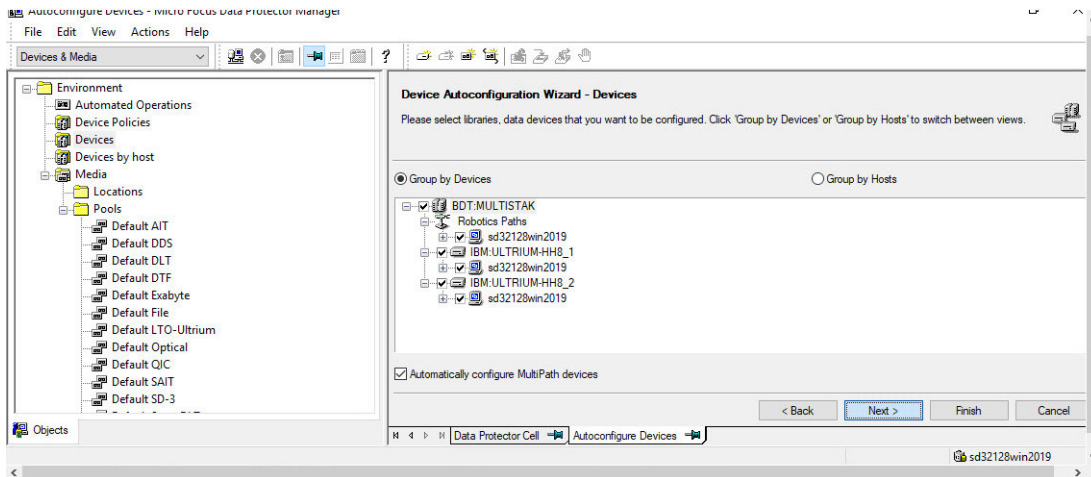 Autoconfigure Devices - Micro Focus Data Protector Manager
File Edit View Actions Help
Devices & Media
?
Environment
Automated Operations
Device Policies
Devices
Devices by host
Media
Locations
Pools
Default AIT
Default DDS
Default DLT
Default DTF
Default Exabyte
Default File
Default LTO-Ultrium
Default Optical
Default QIC
Default SAIT
Default SD-3
Objects
Device Autoconfiguration Wizard - Devices
Please select libraries, data devices that you want to be configured. Click 'Group by Devices' or 'Group by Hosts' to switch between views.
Group by Devices
Group by Hosts
BDT:MULTISTAK
Robotics Paths
sd32128win2019
IBM:ULTRIUM-HH8_1
sd32128win2019
IBM:ULTRIUM-HH8_2
sd32128win2019
Automatically configure MultiPath devices
< Back Next > Finish Cancel
Data Protector Cell Autoconfigure Devices
sd32128win2019